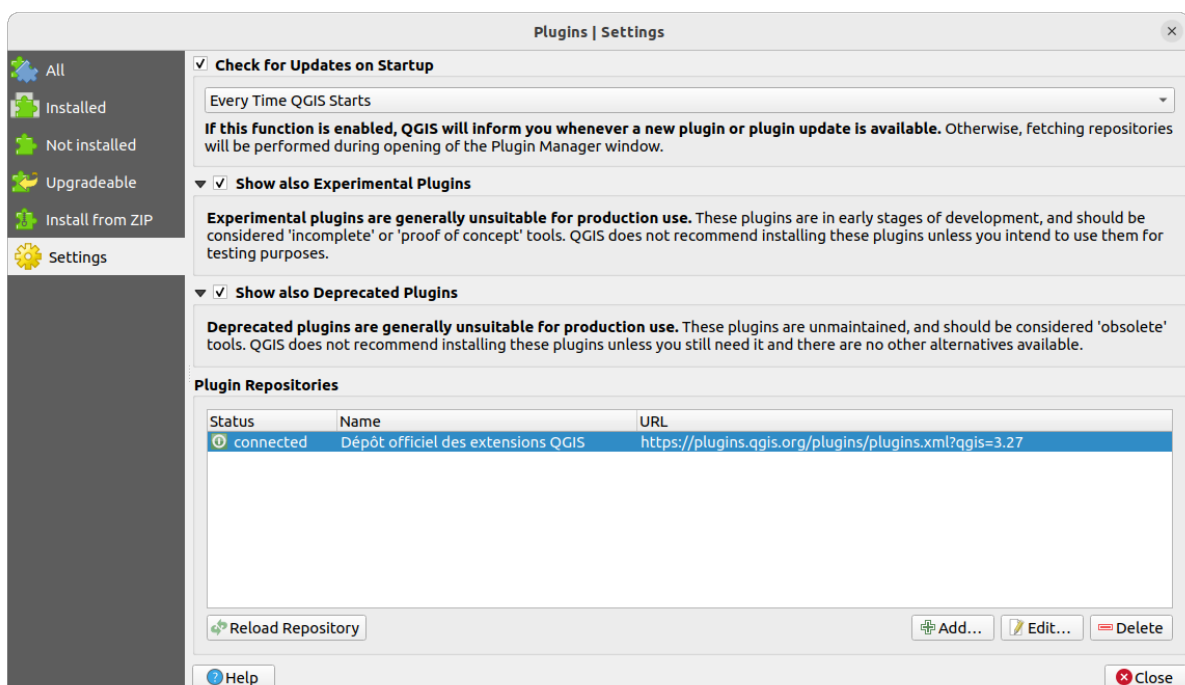 Plugins | Settings
All
Installed
Not installed
Upgradeable
Install from ZIP
Settings
Check for Updates on Startup
Every Time QGIS Starts
If this function is enabled, QGIS will inform you whenever a new plugin or plugin update is available. Otherwise, fetching repositories
will be performed during opening of the Plugin Manager window.
Show also Experimental Plugins
Experimental plugins are generally unsuitable for production use. These plugins are in early stages of development, and should be
considered 'incomplete' or 'proof of concept' tools. QGIS does not recommend installing these plugins unless you intend to use them for
testing purposes.
Show also Deprecated Plugins
Deprecated plugins are generally unsuitable for production use. These plugins are unmaintained, and should be considered 'obsolete'
tools. QGIS does not recommend installing these plugins unless you still need it and there are no other alternatives available.
Plugin Repositories
Status Name URL
connected Dépôt officiel des extensions QGIS https://plugins.qgis.org/plugins/plugins.xml?qgis=3.27
Reload Repository Add... Edit... Delete
Help Close